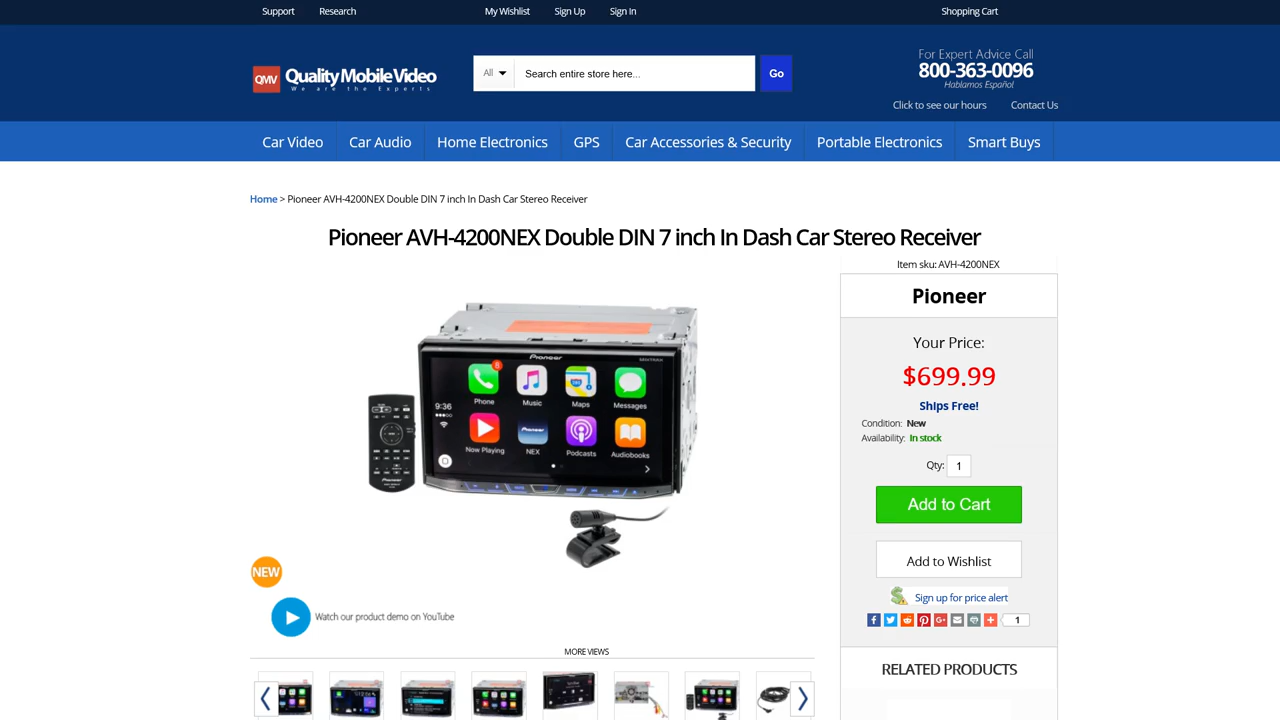 Support Research My Wishlist Sign Up Sign In Shopping Cart
QMV Quality Mobile Video
We are the Experts
All Search entire store here... Go
For Expert Advice Call
800-363-0096
Hablamos Español
Click to see our hours Contact Us
Car Video Car Audio Home Electronics GPS Car Accessories & Security Portable Electronics Smart Buys
Home > Pioneer AVH-4200NEX Double DIN 7 inch In Dash Car Stereo Receiver
Pioneer AVH-4200NEX Double DIN 7 inch In Dash Car Stereo Receiver
Item sku: AVH-4200NEX
Pioneer
Your Price:
$699.99
Ships Free!
Condition: New
Availability: In stock
Qty: 1
Add to Cart
Add to Wishlist
Sign up for price alert
1
RELATED PRODUCTS
Pioneer
8
9:36
Phone Music Maps Messages
Pioneer
Now Playing NEX Podcasts Audiobooks
NEW
Watch our product demo on YouTube
MORE VIEWS